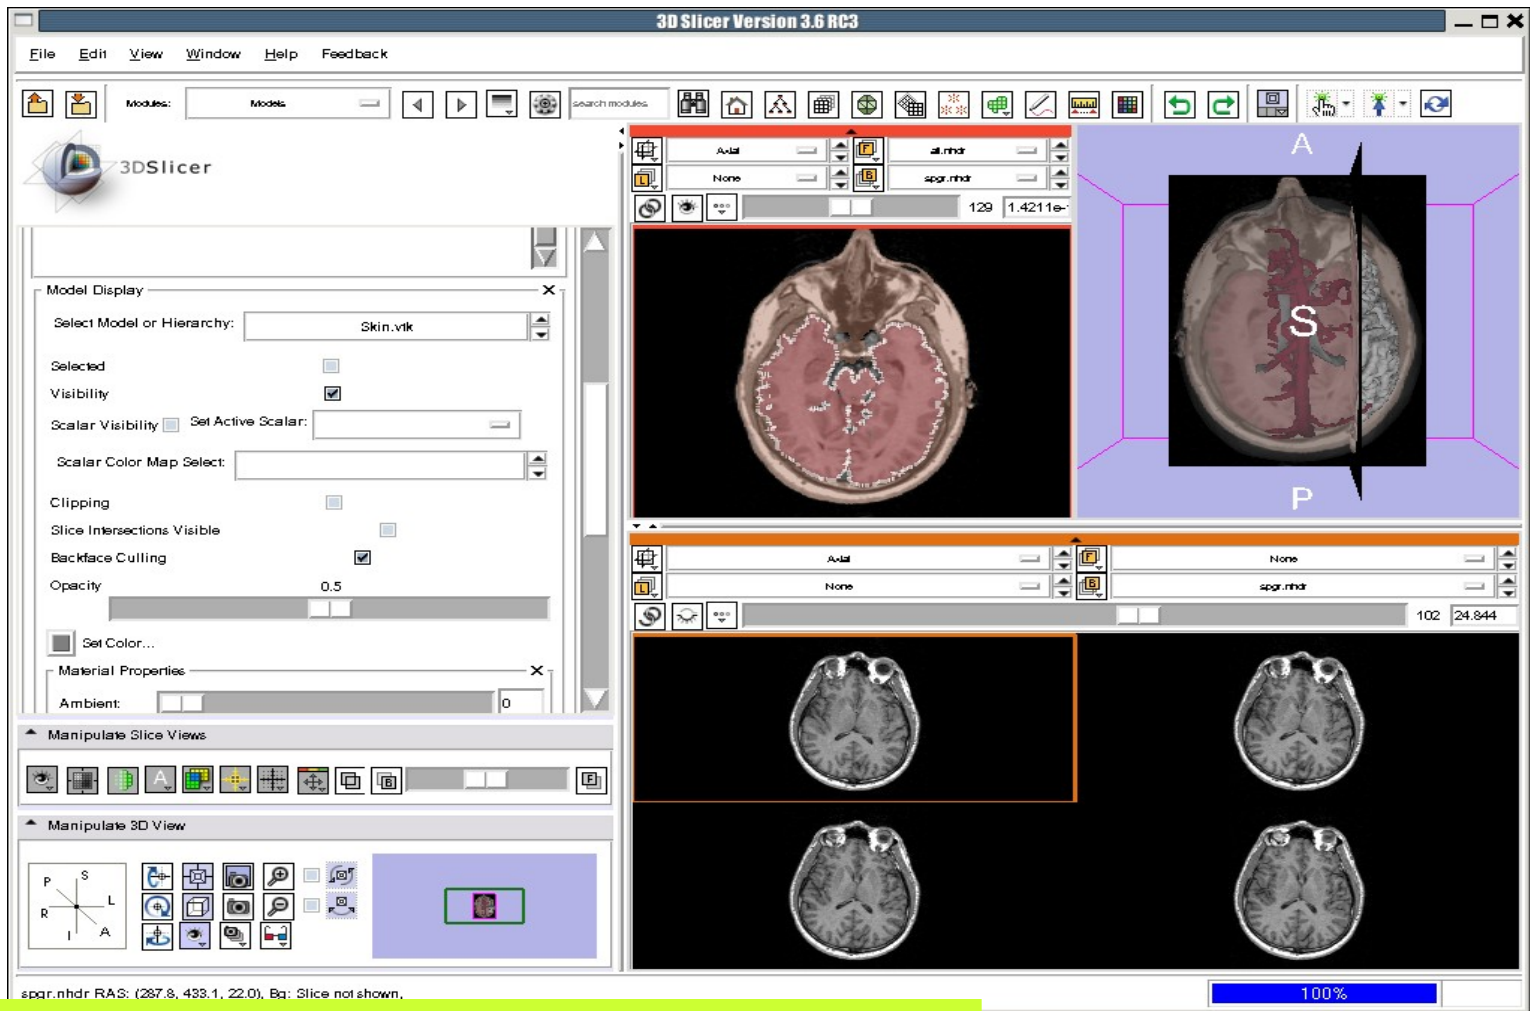 3D Slicer Version 3.6 RC3
File Edit View Window Help Feedback
Modules: Models search modules
3DSlicer
Model Display
Select Model or Hierarchy: Skin.vtk
Selected
Visibility
Scalar Visibility Set Active Scalar:
Scalar Color Map Select:
Clipping
Slice Intersections Visible
Backface Culling
Opacity 0.5
Set Color...
Material Properties
Ambient: 0
Manipulate Slice Views
A
B F
Manipulate 3D View
P S
R L
I A
Axial F all.nhdr
L None B spgr.nhdr
129 1.4211e-
A
S
P
Axial F None
L None B spgr.nhdr
102 24.844
spgr.nhdr RAS: (287.8, 433.1, 22.0), Bg: Slice not shown,
100%